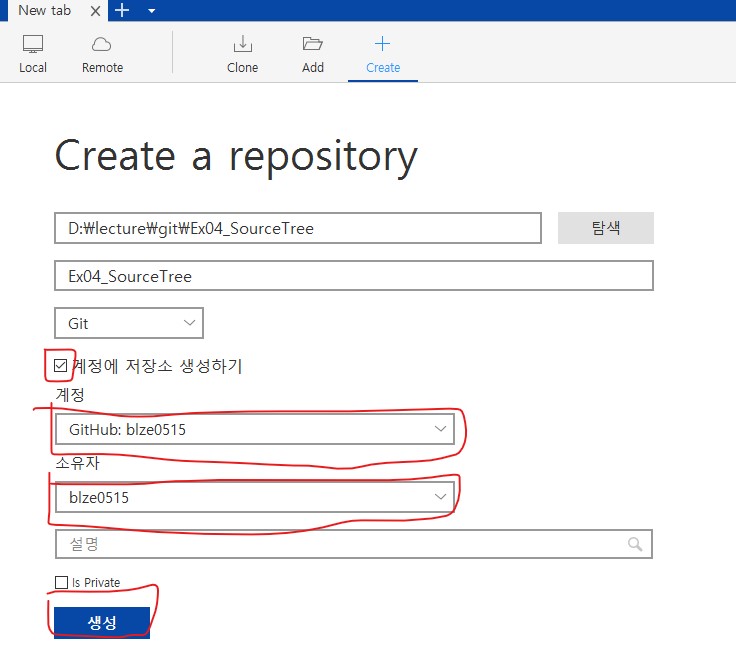 New tab
Local Remote Clone Add Create
Create a repository
D:₩lecture₩git₩Ex04_SourceTree 탐색
Ex04_SourceTree
Git
계정에 저장소 생성하기
계정
GitHub: blze0515
소유자
blze0515
설명
Is Private
생성